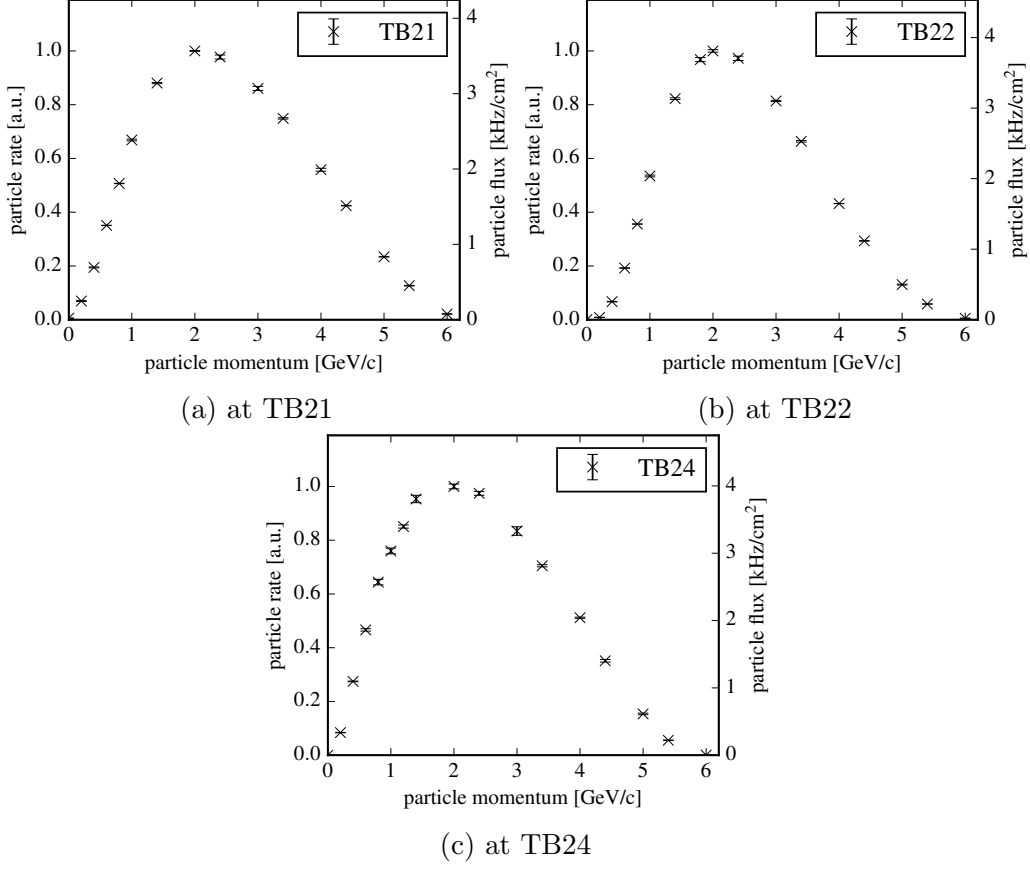 TB21
particle rate [a.u.]
1.0
0.8
0.6
0.4
0.2
0.0
0 1 2 3 4 5 6
particle momentum [GeV/c]
4
3
2
1
0
particle flux [kHz/cm²]
(a) at TB21
TB22
particle rate [a.u.]
1.0
0.8
0.6
0.4
0.2
0.0
0 1 2 3 4 5 6
particle momentum [GeV/c]
4
3
2
1
0
particle flux [kHz/cm²]
(b) at TB22
TB24
particle rate [a.u.]
1.0
0.8
0.6
0.4
0.2
0.0
0 1 2 3 4 5 6
particle momentum [GeV/c]
4
3
2
1
0
particle flux [kHz/cm²]
(c) at TB24